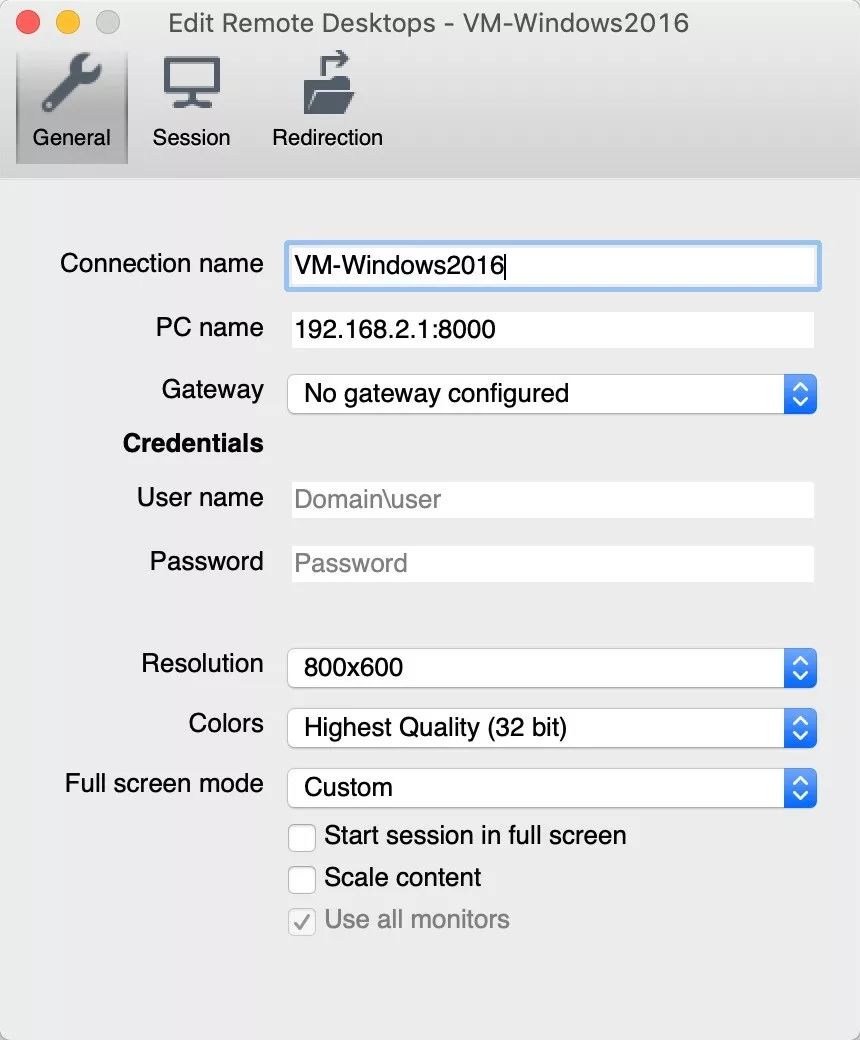 Edit Remote Desktops - VM-Windows2016
General Session Redirection
Connection name VM-Windows2016
PC name 192.168.2.1:8000
Gateway No gateway configured
Credentials
User name Domain\user
Password Password
Resolution 800x600
Colors Highest Quality (32 bit)
Full screen mode Custom
Start session in full screen
Scale content
Use all monitors